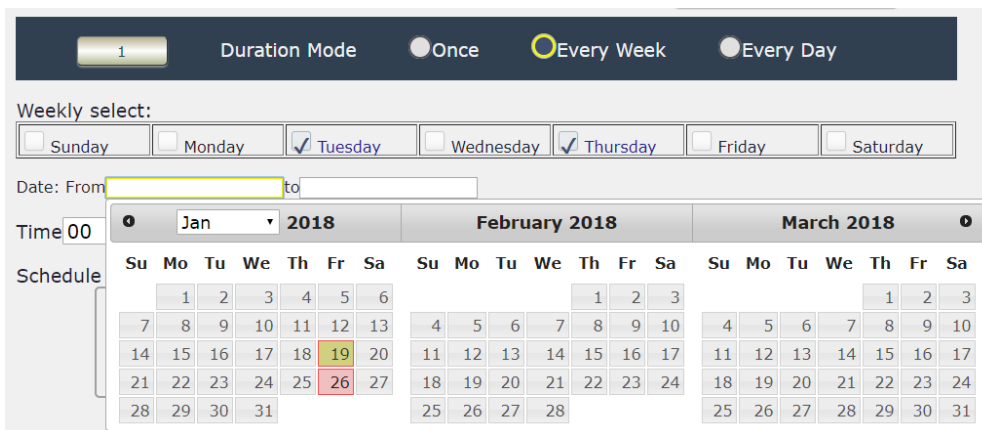 1 Duration Mode Once Every Week Every Day
Weekly select:
Sunday Monday Tuesday Wednesday Thursday Friday Saturday
Date: From to
Time 00
Schedule
Jan 2018 February 2018 March 2018
Su Mo Tu We Th Fr Sa Su Mo Tu We Th Fr Sa Su Mo Tu We Th Fr Sa
1 2 3 4 5 6 1 2 3 1 2 3
7 8 9 10 11 12 13 4 5 6 7 8 9 10 4 5 6 7 8 9 10
14 15 16 17 18 19 20 11 12 13 14 15 16 17 11 12 13 14 15 16 17
21 22 23 24 25 26 27 18 19 20 21 22 23 24 18 19 20 21 22 23 24
28 29 30 31 25 26 27 28 25 26 27 28 29 30 31